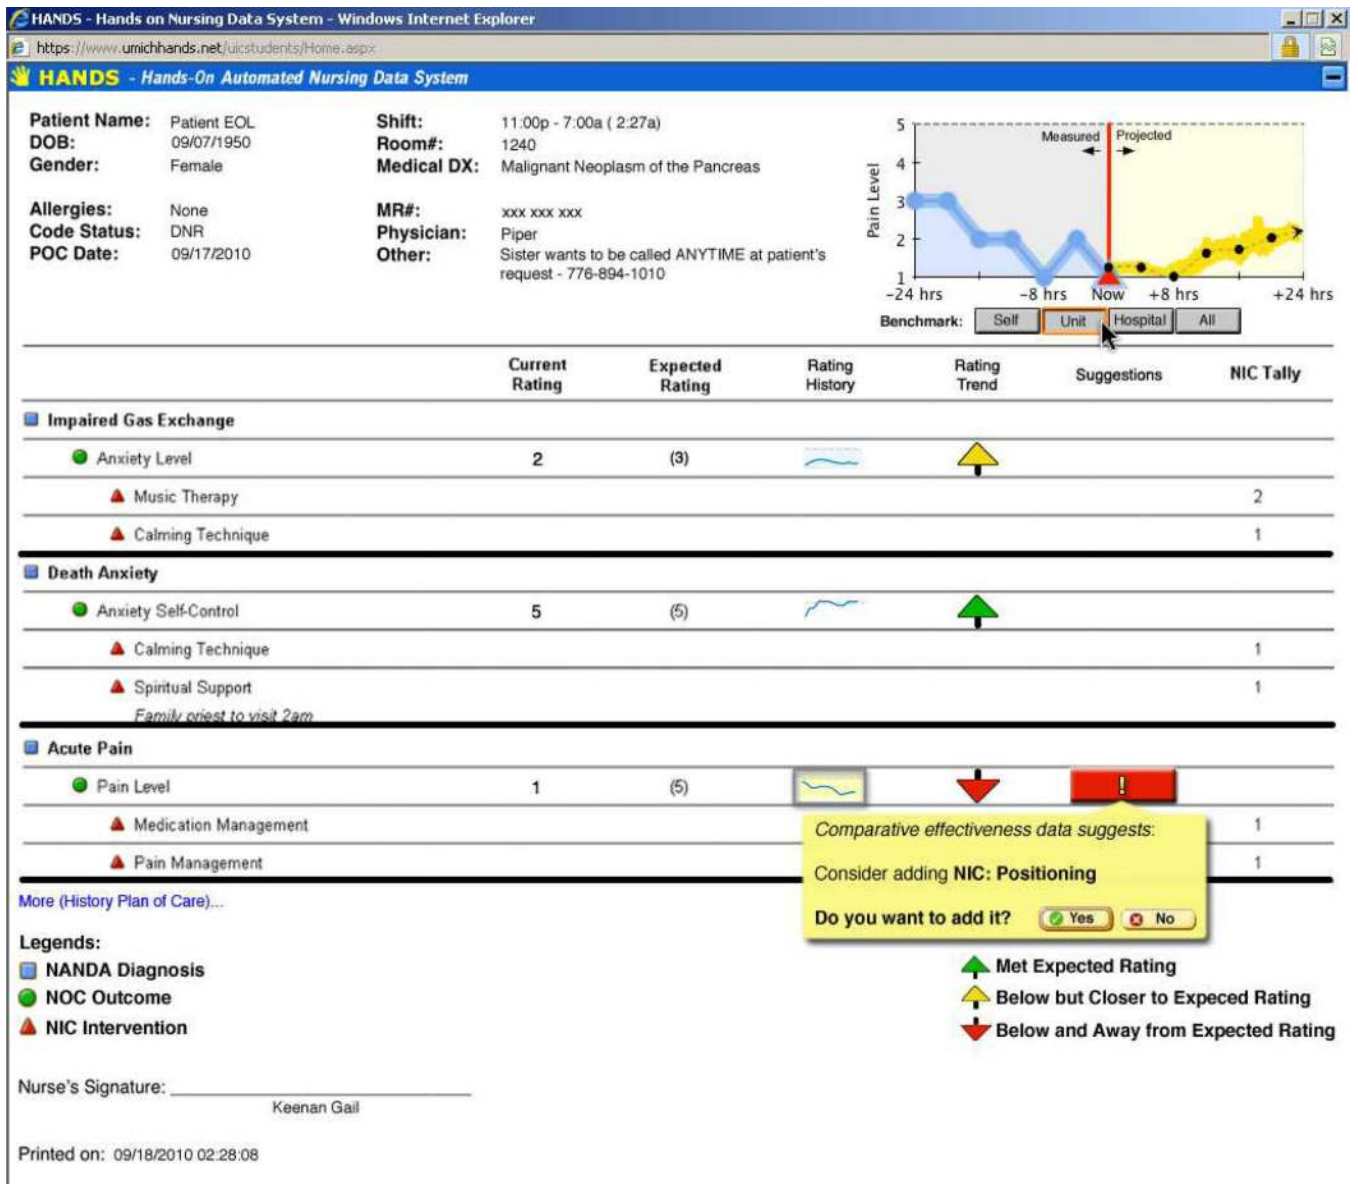 HANDS - Hands on Nursing Data System - Windows Internet Explorer
https://www.umichhands.net/uicstudents/Home.aspx
HANDS - Hands-On Automated Nursing Data System
Patient Name: Patient EOL
DOB: 09/07/1950
Gender: Female
Allergies: None
Code Status: DNR
POC Date: 09/17/2010
Shift: 11:00p - 7:00a ( 2:27a)
Room#: 1240
Medical DX: Malignant Neoplasm of the Pancreas
MR#: xxx xxx xxx
Physician: Piper
Other: Sister wants to be called ANYTIME at patient's
request - 776-894-1010
Pain Level
5
4
3
2
1
Measured Projected
-24 hrs -8 hrs Now +8 hrs +24 hrs
Benchmark: Self Unit Hospital All
Current Rating Expected Rating Rating History Rating Trend Suggestions NIC Tally
Impaired Gas Exchange
Anxiety Level 2 (3)
Music Therapy 2
Calming Technique 1
Death Anxiety
Anxiety Self-Control 5 (5)
Calming Technique 1
Spiritual Support 1
Family priest to visit 2am
Acute Pain
Pain Level 1 (5) !
Medication Management 1
Pain Management 1
Comparative effectiveness data suggests:
Consider adding NIC: Positioning
Do you want to add it? Yes No
More (History Plan of Care)...
Legends:
NANDA Diagnosis
NOC Outcome
NIC Intervention
Met Expected Rating
Below but Closer to Expeced Rating
Below and Away from Expected Rating
Nurse's Signature:
Keenan Gail
Printed on: 09/18/2010 02:28:08